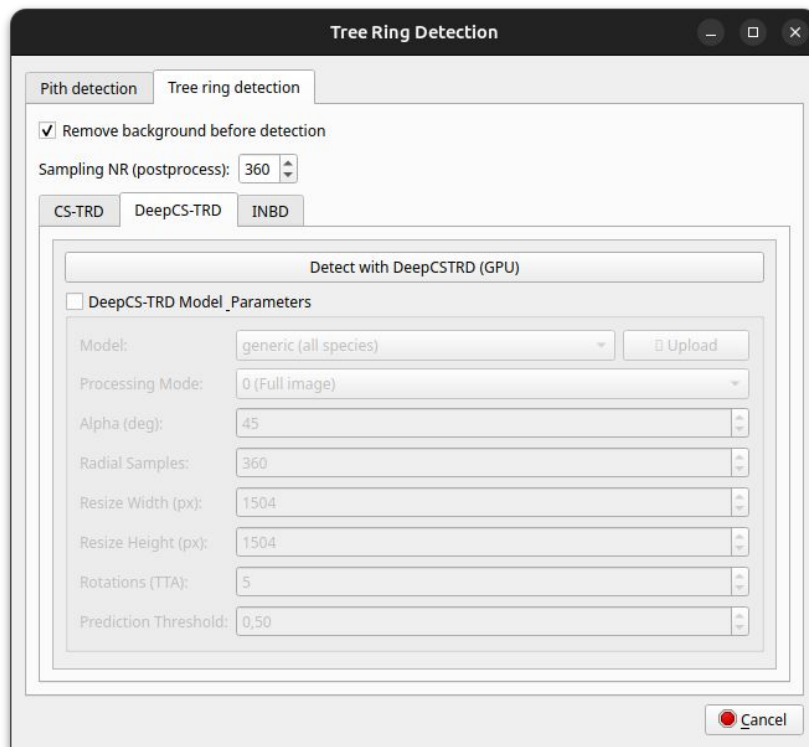 Tree Ring Detection
Pith detection Tree ring detection
Remove background before detection
Sampling NR (postprocess): 360
CS-TRD DeepCS-TRD INBD
Detect with DeepCSTRD (GPU)
DeepCS-TRD Model _Parameters
Model: generic (all species) Upload
Processing Mode: 0 (Full image)
Alpha (deg): 45
Radial Samples: 360
Resize Width (px): 1504
Resize Height (px): 1504
Rotations (TTA): 5
Prediction Threshold: 0,50
Cancel